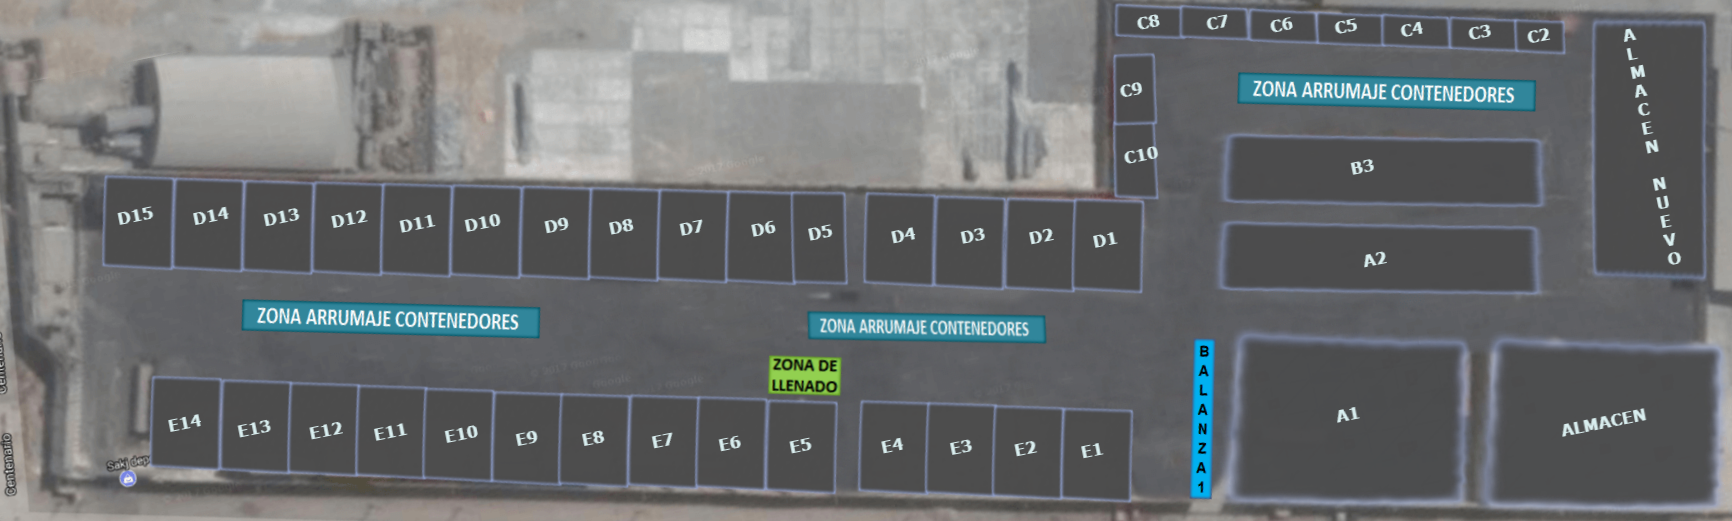 C8 C7 C6 C5 C4 C3 C2
ALMACEN NUEVO
C9
ZONA ARRUMAJE CONTENEDORES
C10
B3
D15 D14 D13 D12 D11 D10 D9 D8 D7 D6 D5 D4 D3 D2 D1
A2
ZONA ARRUMAJE CONTENEDORES
ZONA ARRUMAJE CONTENEDORES
BALANZA1
ZONA DE
LLENADO
E14 E13 E12 E11 E10 E9 E8 E7 E6 E5 E4 E3 E2 E1
A1
ALMACEN
Centenario